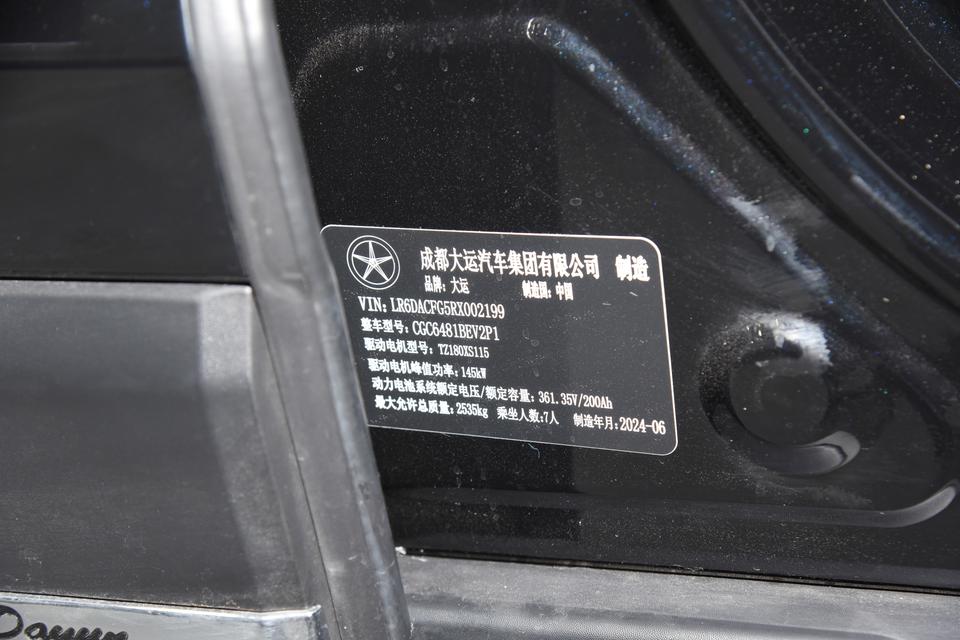 成都大运汽车集团有限公司 制造
品牌：大运 制造国：中国
VIN：LR6DACFG5RX002199
整车型号：CGC6481BEV2P1
驱动电机型号：TZ180XS115
驱动电机峰值功率：145kW
动力电池系统额定电压/额定容量：361.35V/200Ah
最大允许总质量：2535kg 乘坐人数：7人 制造年月：2024-06
Dayun